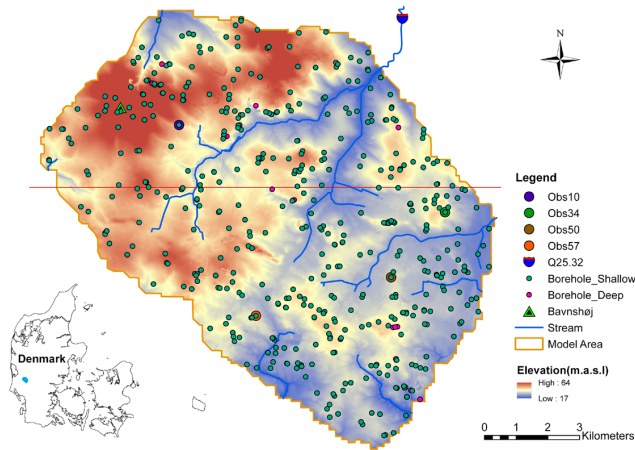 N
Legend
Obs10
Obs34
Obs50
Obs57
Q25.32
Borehole_Shallow
Borehole_Deep
Bavnshøj
Stream
Model Area
Elevation(m.a.s.l)
High : 64
Low : 17
Denmark
0 0.5 1 2 3
Kilometers